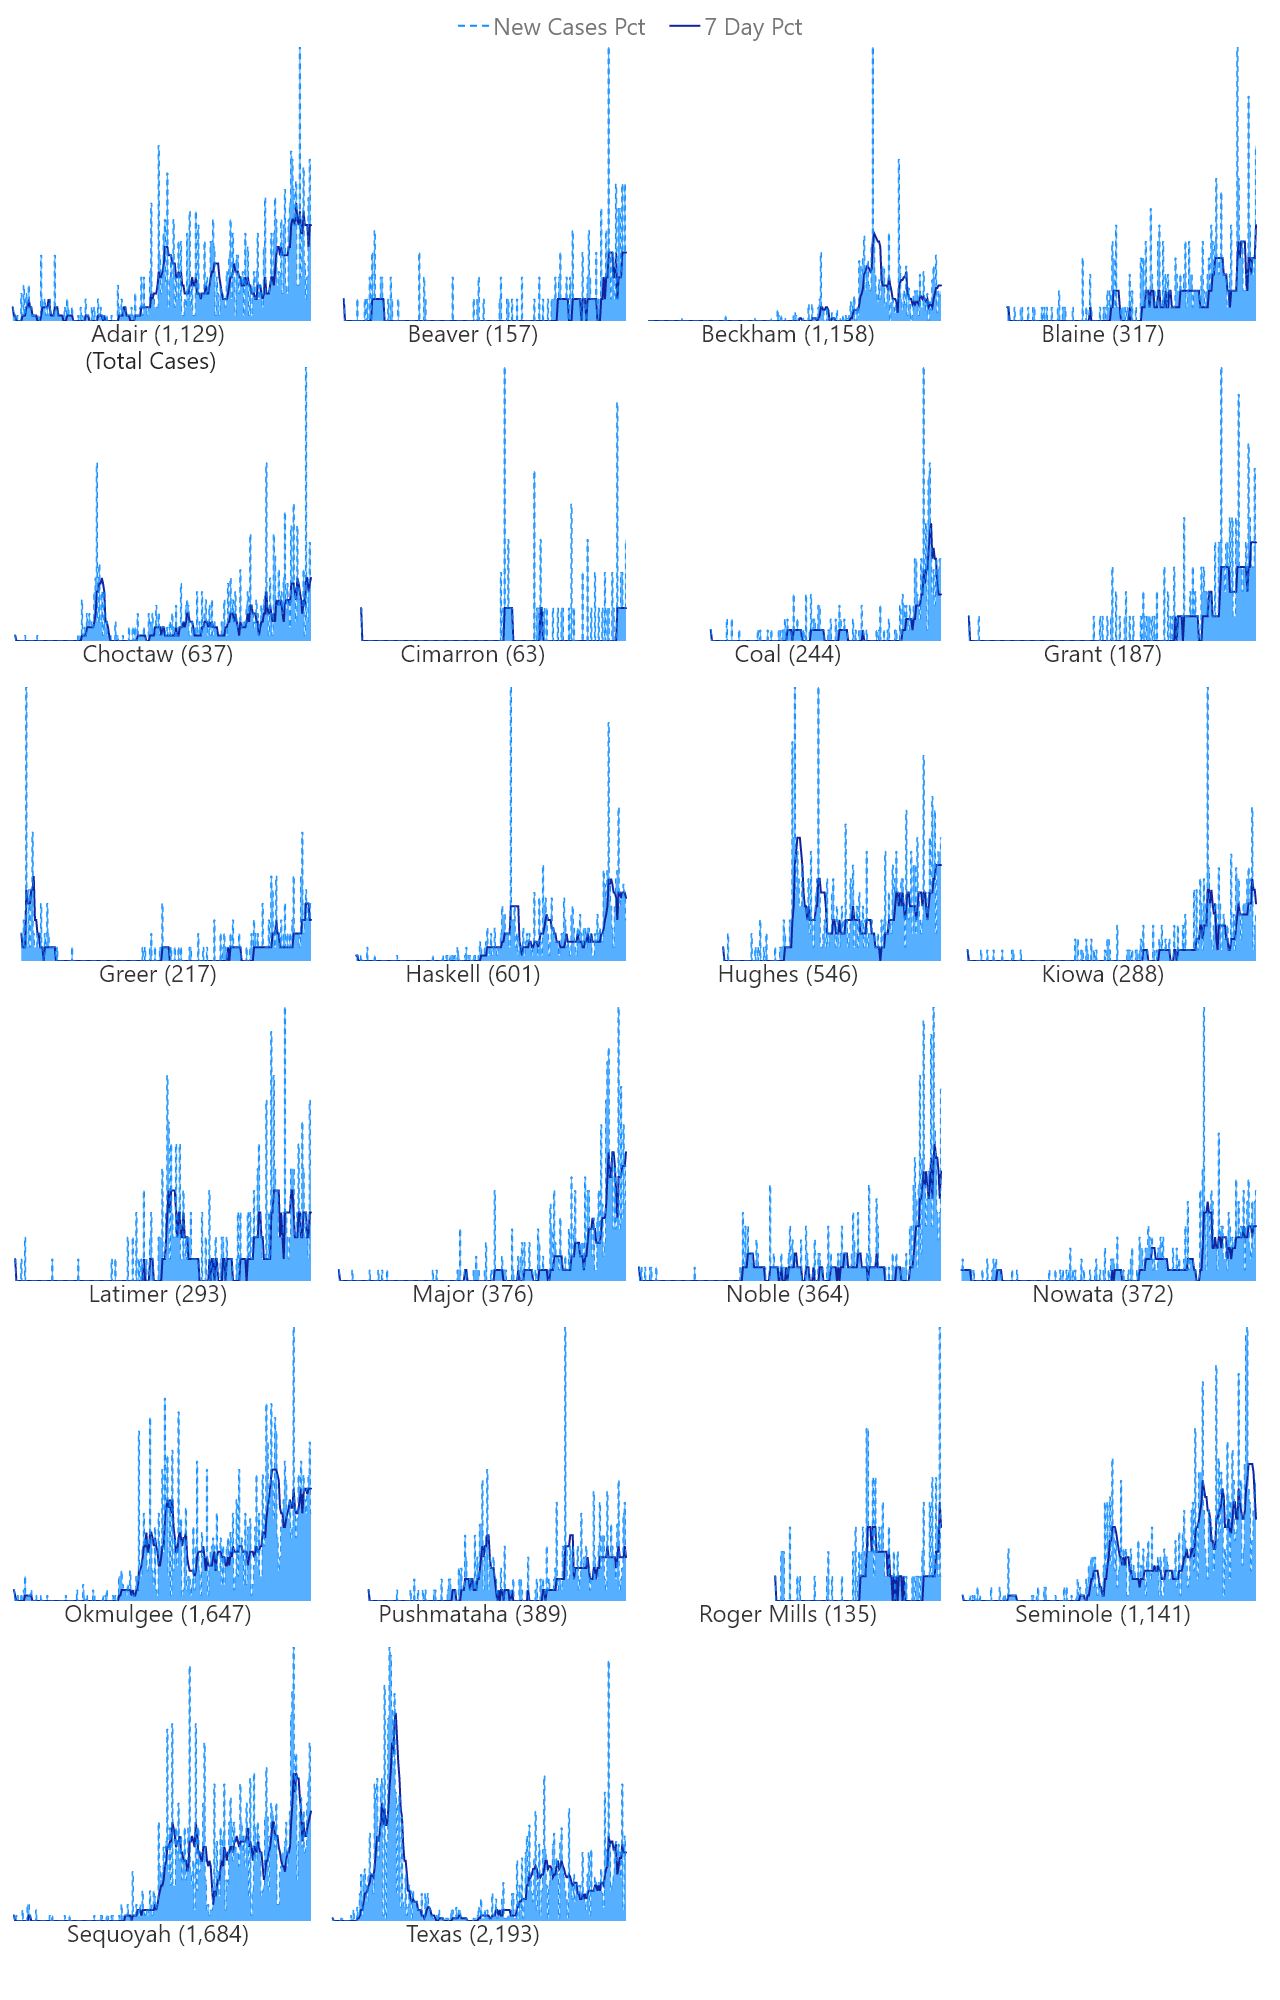 New Cases Pct 7 Day Pct
Adair (1,129) Beaver (157) Beckham (1,158) Blaine (317)
(Total Cases)
Choctaw (637) Cimarron (63) Coal (244) Grant (187)
Greer (217) Haskell (601) Hughes (546) Kiowa (288)
Latimer (293) Major (376) Noble (364) Nowata (372)
Okmulgee (1,647) Pushmataha (389) Roger Mills (135) Seminole (1,141)
Sequoyah (1,684) Texas (2,193)